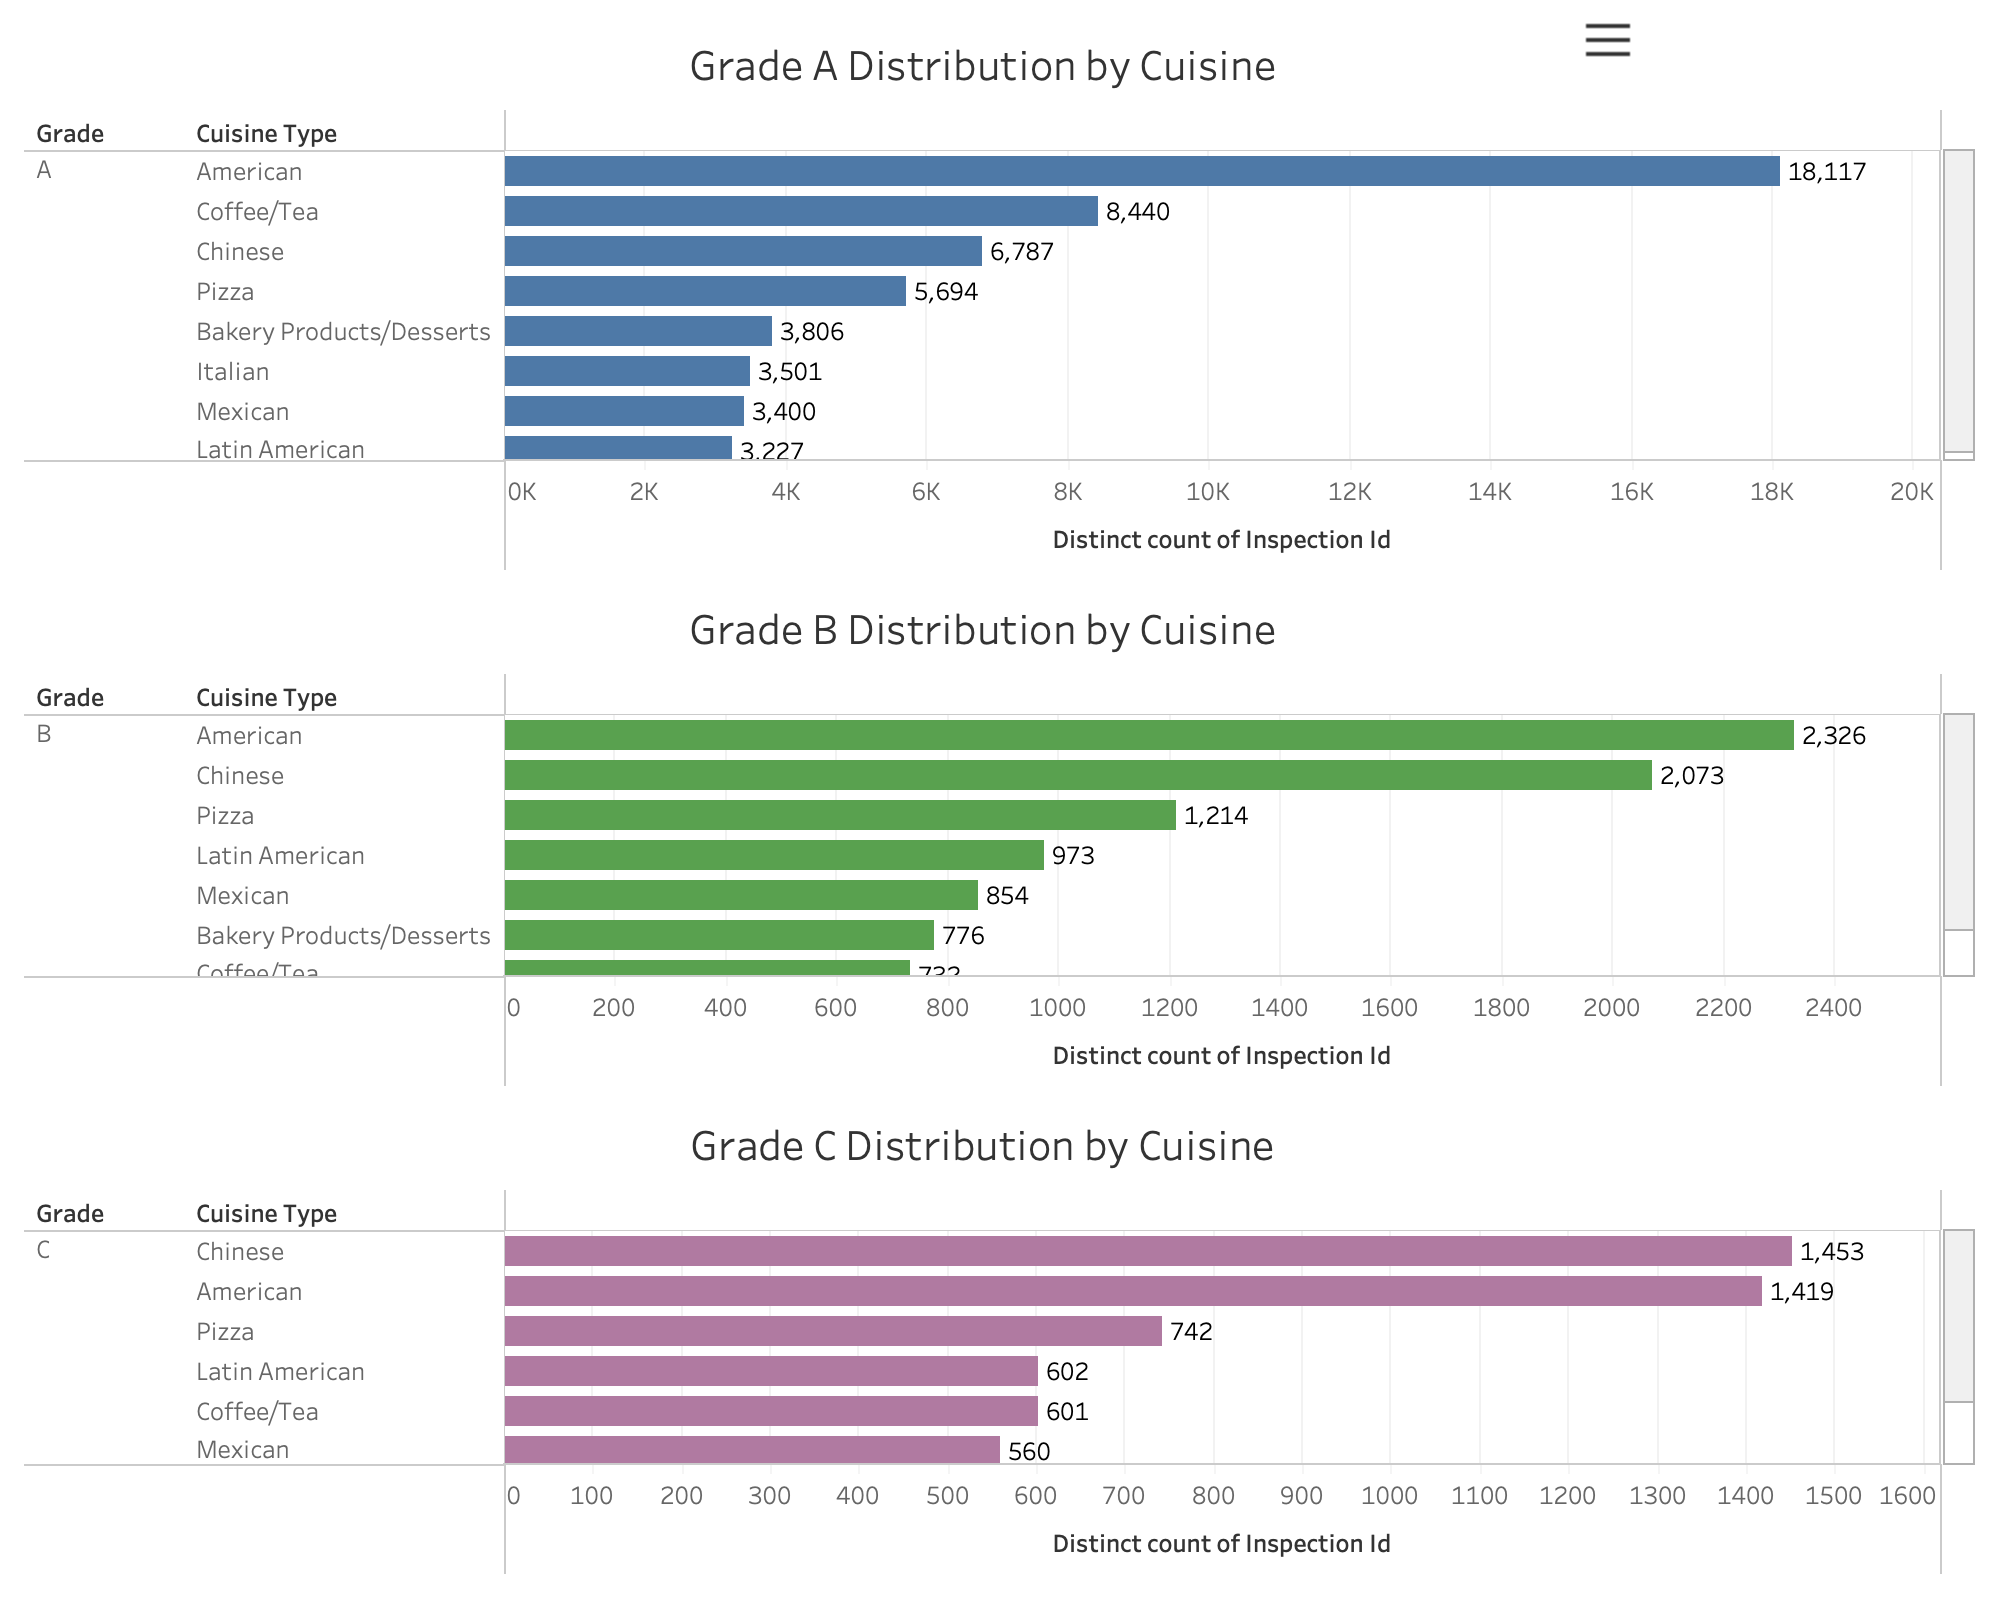 Grade A Distribution by Cuisine
Grade Cuisine Type
A American 18,117
Coffee/Tea 8,440
Chinese 6,787
Pizza 5,694
Bakery Products/Desserts 3,806
Italian 3,501
Mexican 3,400
Latin American 3,227
0K 2K 4K 6K 8K 10K 12K 14K 16K 18K 20K
Distinct count of Inspection Id
Grade B Distribution by Cuisine
Grade Cuisine Type
B American 2,326
Chinese 2,073
Pizza 1,214
Latin American 973
Mexican 854
Bakery Products/Desserts 776
Coffee/Tea 732
0 200 400 600 800 1000 1200 1400 1600 1800 2000 2200 2400
Distinct count of Inspection Id
Grade C Distribution by Cuisine
Grade Cuisine Type
C Chinese 1,453
American 1,419
Pizza 742
Latin American 602
Coffee/Tea 601
Mexican 560
0 100 200 300 400 500 600 700 800 900 1000 1100 1200 1300 1400 1500 1600
Distinct count of Inspection Id